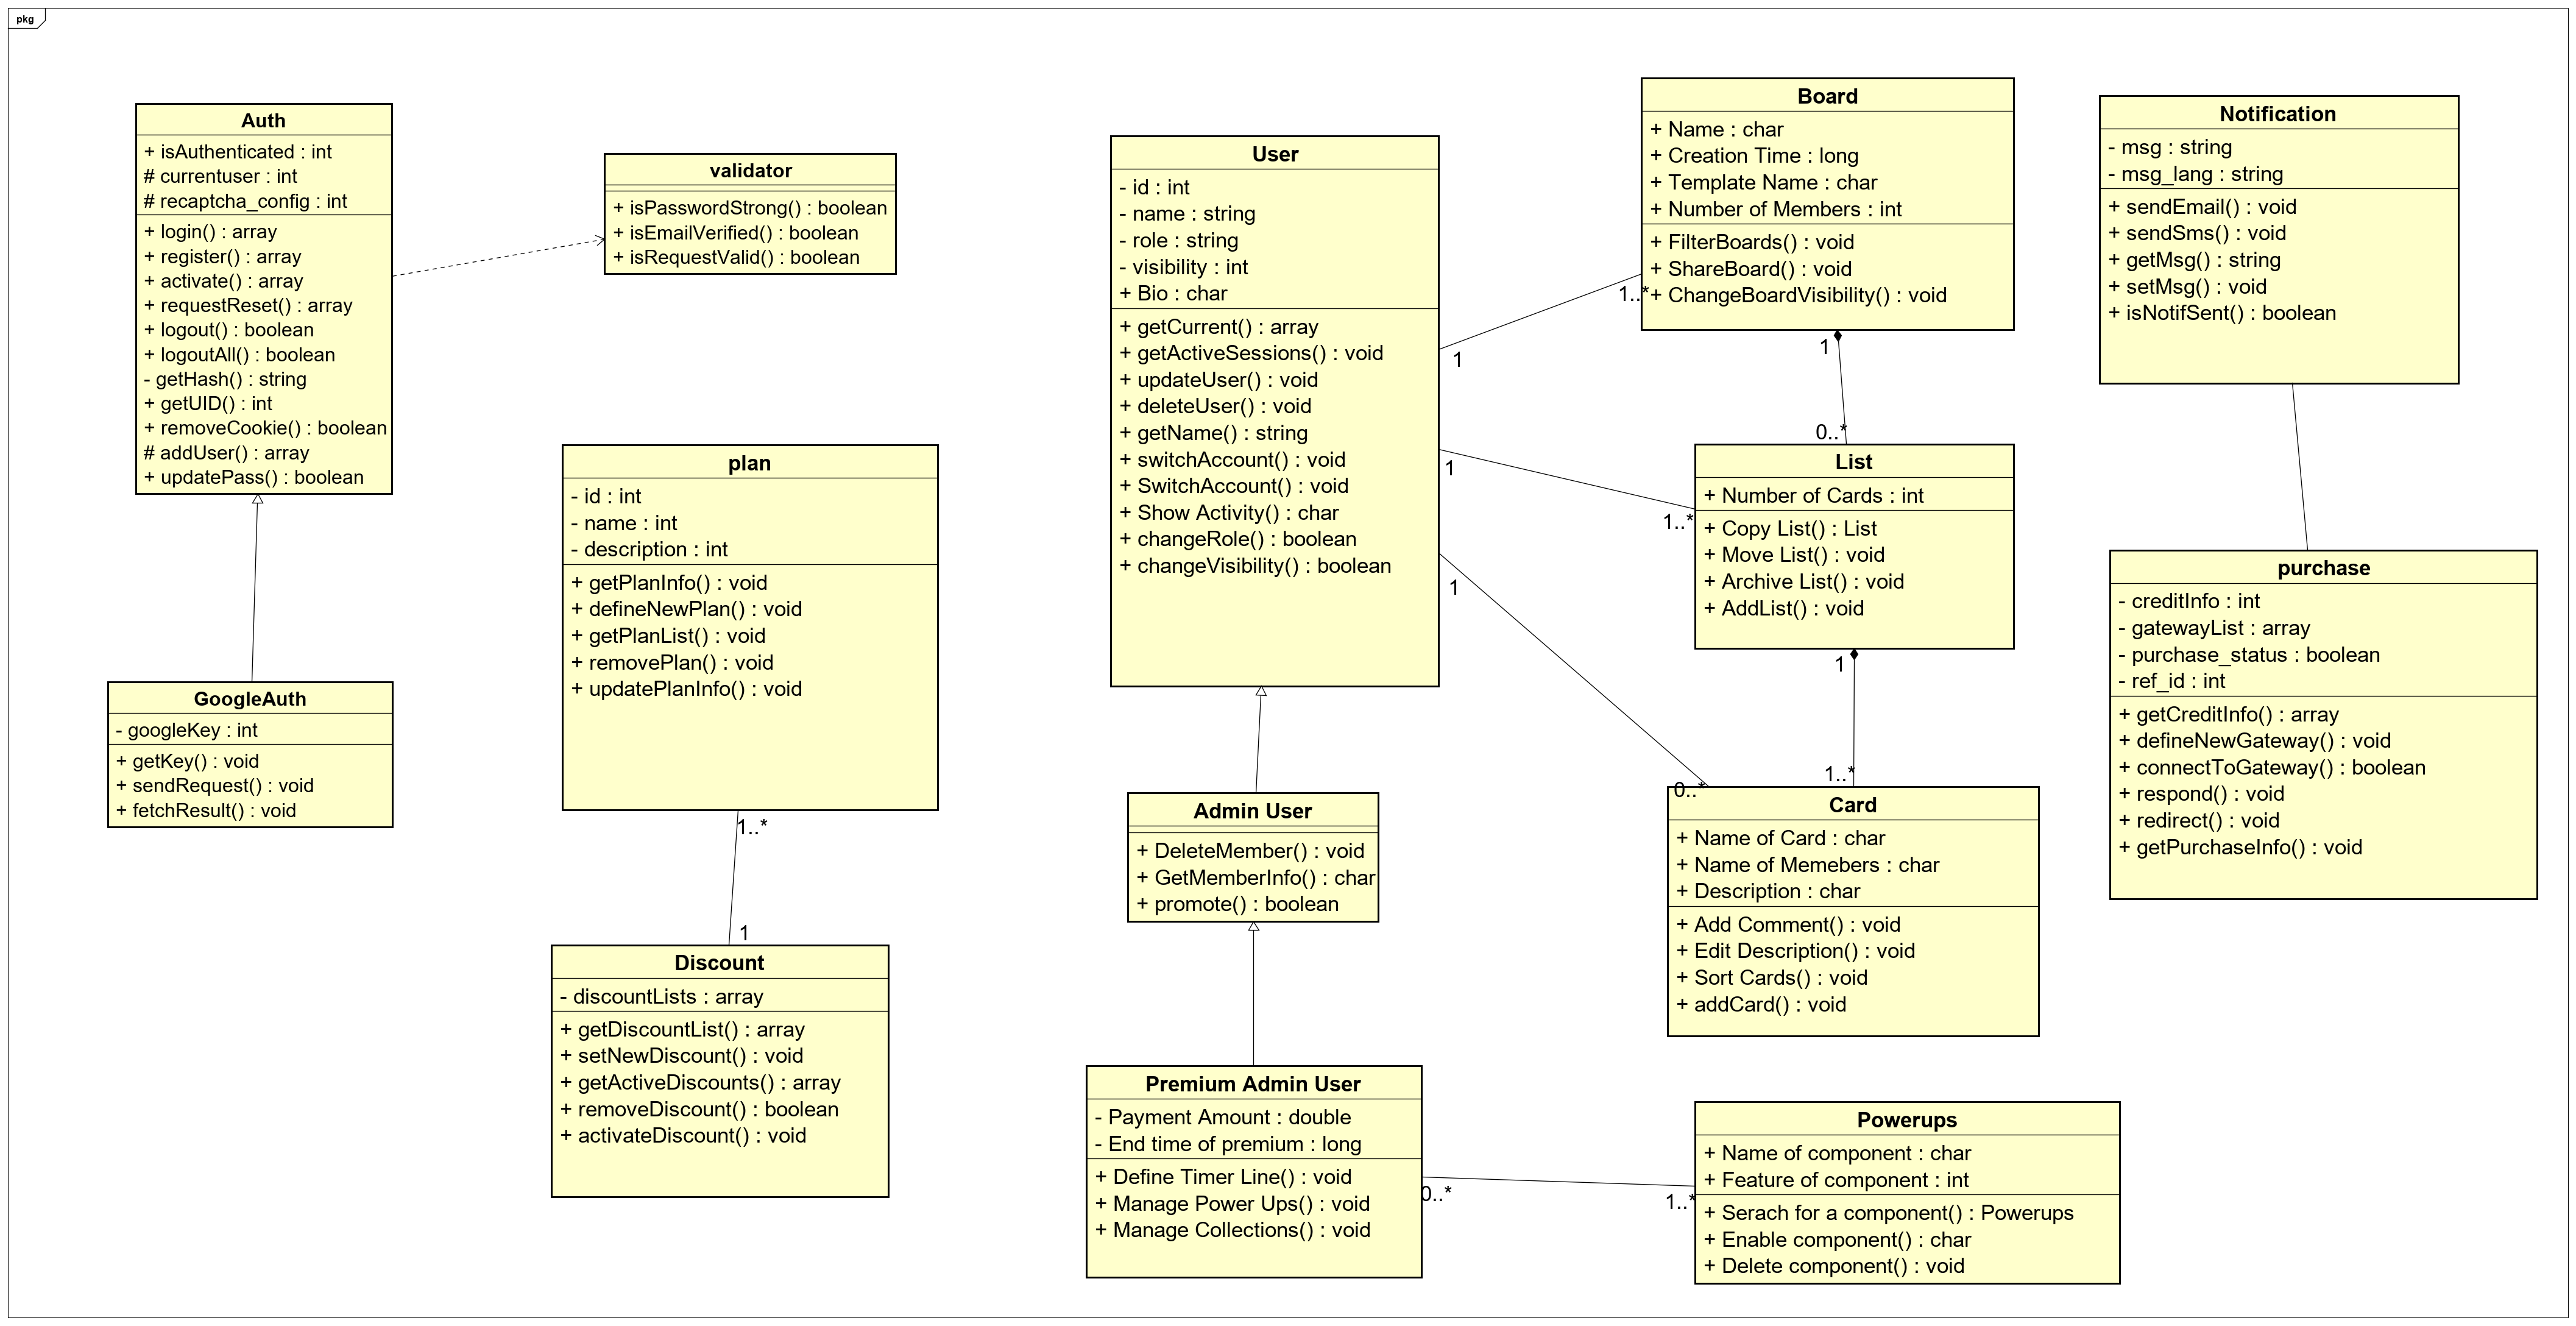 pkg
Auth
+ isAuthenticated : int
# currentuser : int
# recaptcha_config : int
+ login() : array
+ register() : array
+ activate() : array
+ requestReset() : array
+ logout() : boolean
+ logoutAll() : boolean
- getHash() : string
+ getUID() : int
+ removeCookie() : boolean
# addUser() : array
+ updatePass() : boolean
GoogleAuth
- googleKey : int
+ getKey() : void
+ sendRequest() : void
+ fetchResult() : void
validator
+ isPasswordStrong() : boolean
+ isEmailVerified() : boolean
+ isRequestValid() : boolean
plan
- id : int
- name : int
- description : int
+ getPlanInfo() : void
+ defineNewPlan() : void
+ getPlanList() : void
+ removePlan() : void
+ updatePlanInfo() : void
1..*
1
Discount
- discountLists : array
+ getDiscountList() : array
+ setNewDiscount() : void
+ getActiveDiscounts() : array
+ removeDiscount() : boolean
+ activateDiscount() : void
User
- id : int
- name : string
- role : string
- visibility : int
+ Bio : char
+ getCurrent() : array
+ getActiveSessions() : void
+ updateUser() : void
+ deleteUser() : void
+ getName() : string
+ switchAccount() : void
+ SwitchAccount() : void
+ Show Activity() : char
+ changeRole() : boolean
+ changeVisibility() : boolean
1
1..*
1
1..*
1
0..*
Admin User
+ DeleteMember() : void
+ GetMemberInfo() : char
+ promote() : boolean
Premium Admin User
- Payment Amount : double
- End time of premium : long
+ Define Timer Line() : void
+ Manage Power Ups() : void
+ Manage Collections() : void
0..*
1..*
Board
+ Name : char
+ Creation Time : long
+ Template Name : char
+ Number of Members : int
+ FilterBoards() : void
+ ShareBoard() : void
+ ChangeBoardVisibility() : void
1
0..*
List
+ Number of Cards : int
+ Copy List() : List
+ Move List() : void
+ Archive List() : void
+ AddList() : void
1
1..*
Card
+ Name of Card : char
+ Name of Memebers : char
+ Description : char
+ Add Comment() : void
+ Edit Description() : void
+ Sort Cards() : void
+ addCard() : void
Powerups
+ Name of component : char
+ Feature of component : int
+ Serach for a component() : Powerups
+ Enable component() : char
+ Delete component() : void
Notification
- msg : string
- msg_lang : string
+ sendEmail() : void
+ sendSms() : void
+ getMsg() : string
+ setMsg() : void
+ isNotifSent() : boolean
purchase
- creditInfo : int
- gatewayList : array
- purchase_status : boolean
- ref_id : int
+ getCreditInfo() : array
+ defineNewGateway() : void
+ connectToGateway() : boolean
+ respond() : void
+ redirect() : void
+ getPurchaseInfo() : void